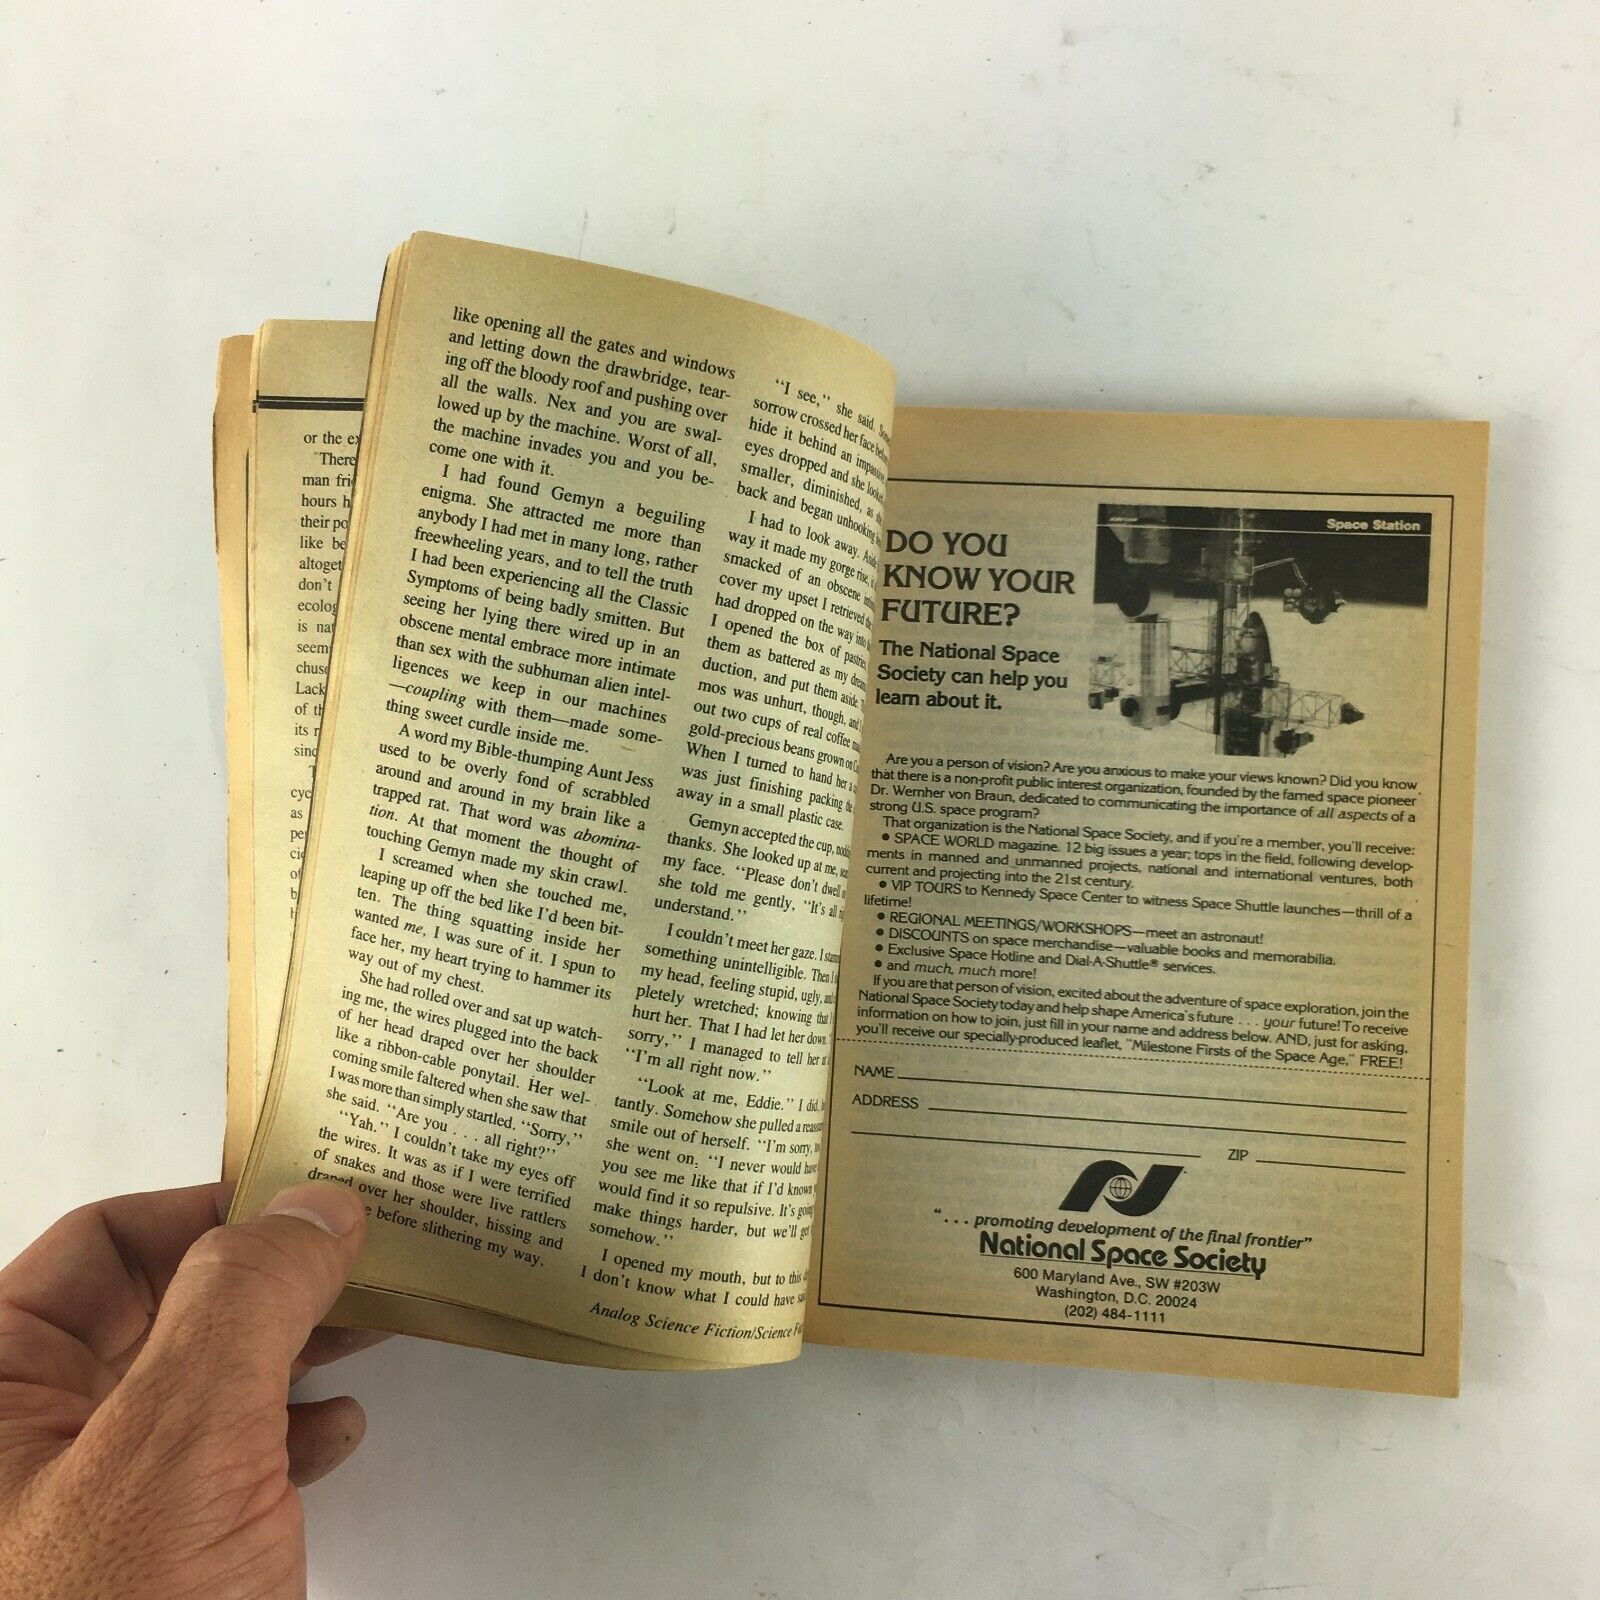 or the ex
"There
man frie
hours h
their po
like be
altoget
don't
ecolog
is nat
seem
chuse
Lack
of th
its r
sinc
T
cyc
as
per
cio
of
b
like opening all the gates and windows
and letting down the drawbridge, tear-
ing off the bloody roof and pushing over
all the walls. Nex and you are swal-
lowed up by the machine. Worst of all,
the machine invades you and you be-
come one with it.
I had found Gemyn a beguiling
enigma. She attracted me more than
anybody I had met in many long, rather
freewheeling years, and to tell the truth
I had been experiencing all the Classic
Symptoms of being badly smitten. But
seeing her lying there wired up in an
obscene mental embrace more intimate
than sex with the subhuman alien intel-
ligences we keep in our machines
—coupling with them—made some-
thing sweet curdle inside me.
A word my Bible-thumping Aunt Jess
used to be overly fond of scrabbled
around and around in my brain like a
trapped rat. That word was abomina-
tion. At that moment the thought of
touching Gemyn made my skin crawl.
I screamed when she touched me,
leaping up off the bed like I'd been bit-
ten. The thing squatting inside her
wanted me, I was sure of it. I spun to
face her, my heart trying to hammer its
way out of my chest.
She had rolled over and sat up watch-
ing me, the wires plugged into the back
of her head draped over her shoulder
like a ribbon-cable ponytail. Her wel-
coming smile faltered when she saw that
I was more than simply startled. "Sorry,"
she said. "Are you . . . all right?"
"Yah." I couldn't take my eyes off
the wires. It was as if I were terrified
of snakes and those were live rattlers
draped over her shoulder, hissing and
before slithering my way.
"I see," she said.
sorrow crossed her face
hide it behind an
eyes dropped and she looked
smaller, diminished, as
back and began unhooking
I had to look away.
way it made my gorge rise,
smacked of an obscene
cover my upset I retrieved
had dropped on the way into
I opened the box of
them as battered as my
duction, and put them aside.
mos was unhurt, though, and
out two cups of real coffee
gold-precious beans grown on
When I turned to hand her a
was just finishing packing
away in a small plastic case.
Gemyn accepted the cup,
thanks. She looked up at me,
my face. "Please don't dwell
she told me gently, "It's all
understand."
I couldn't meet her gaze. I
something unintelligible. Then I
my head, feeling stupid, ugly,
pletely wretched; knowing that
hurt her. That I had let her down.
sorry," I managed to tell her
"I'm all right now."
"Look at me, Eddie." I did,
tantly. Somehow she pulled a
smile out of herself. "I'm sorry,
she went on, "I never would
you see me like that if I'd known
would find it so repulsive. It's
make things harder, but we'll get
somehow."
I opened my mouth, but to this
I don't know what I could have
Analog Science Fiction/Science
Space Station
DO YOU
KNOW YOUR
FUTURE?
The National Space
Society can help you
learn about it.
Are you a person of vision? Are you anxious to make your views known? Did you know
that there is a non-profit public interest organization, founded by the famed space pioneer
Dr. Wernher von Braun, dedicated to communicating the importance of all aspects of a
strong U.S. space program?
That organization is the National Space Society, and if you're a member, you'll receive:
• SPACE WORLD magazine. 12 big issues a year; tops in the field, following develop-
ments in manned and unmanned projects, national and international ventures, both
current and projecting into the 21st century.
• VIP TOURS to Kennedy Space Center to witness Space Shuttle launches—thrill of a
lifetime!
• REGIONAL MEETINGS/WORKSHOPS—meet an astronaut!
• DISCOUNTS on space merchandise—valuable books and memorabilia.
• Exclusive Space Hotline and Dial-A-Shuttle® services.
• and much, much more!
If you are that person of vision, excited about the adventure of space exploration, join the
National Space Society today and help shape America's future . . . your future! To receive
information on how to join, just fill in your name and address below. AND, just for asking,
you'll receive our specially-produced leaflet, "Milestone Firsts of the Space Age," FREE!
NAME
ADDRESS
ZIP
". . . promoting development of the final frontier"
National Space Society
600 Maryland Ave., SW #203W
Washington, D.C. 20024
(202) 484-1111